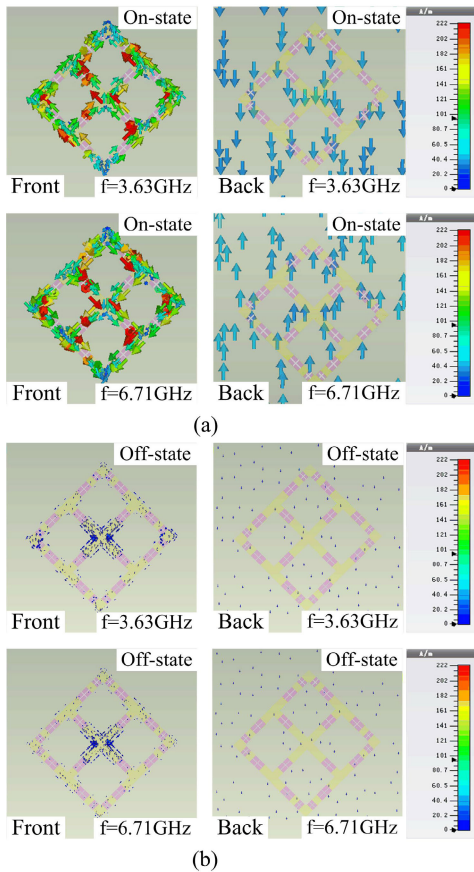 On-state
Front
f=3.63GHz
On-state
Back
f=3.63GHz
A/m
222
202
182
161
141
121
101
80.7
60.5
40.4
20.2
0
On-state
Front
f=6.71GHz
On-state
Back
f=6.71GHz
A/m
222
202
182
161
141
121
101
80.7
60.5
40.4
20.2
0
(a)
Off-state
Front
f=3.63GHz
Off-state
Back
f=3.63GHz
A/m
222
202
182
161
141
121
101
80.7
60.5
40.4
20.2
0
Off-state
Front
f=6.71GHz
Off-state
Back
f=6.71GHz
A/m
222
202
182
161
141
121
101
80.7
60.5
40.4
20.2
0
(b)